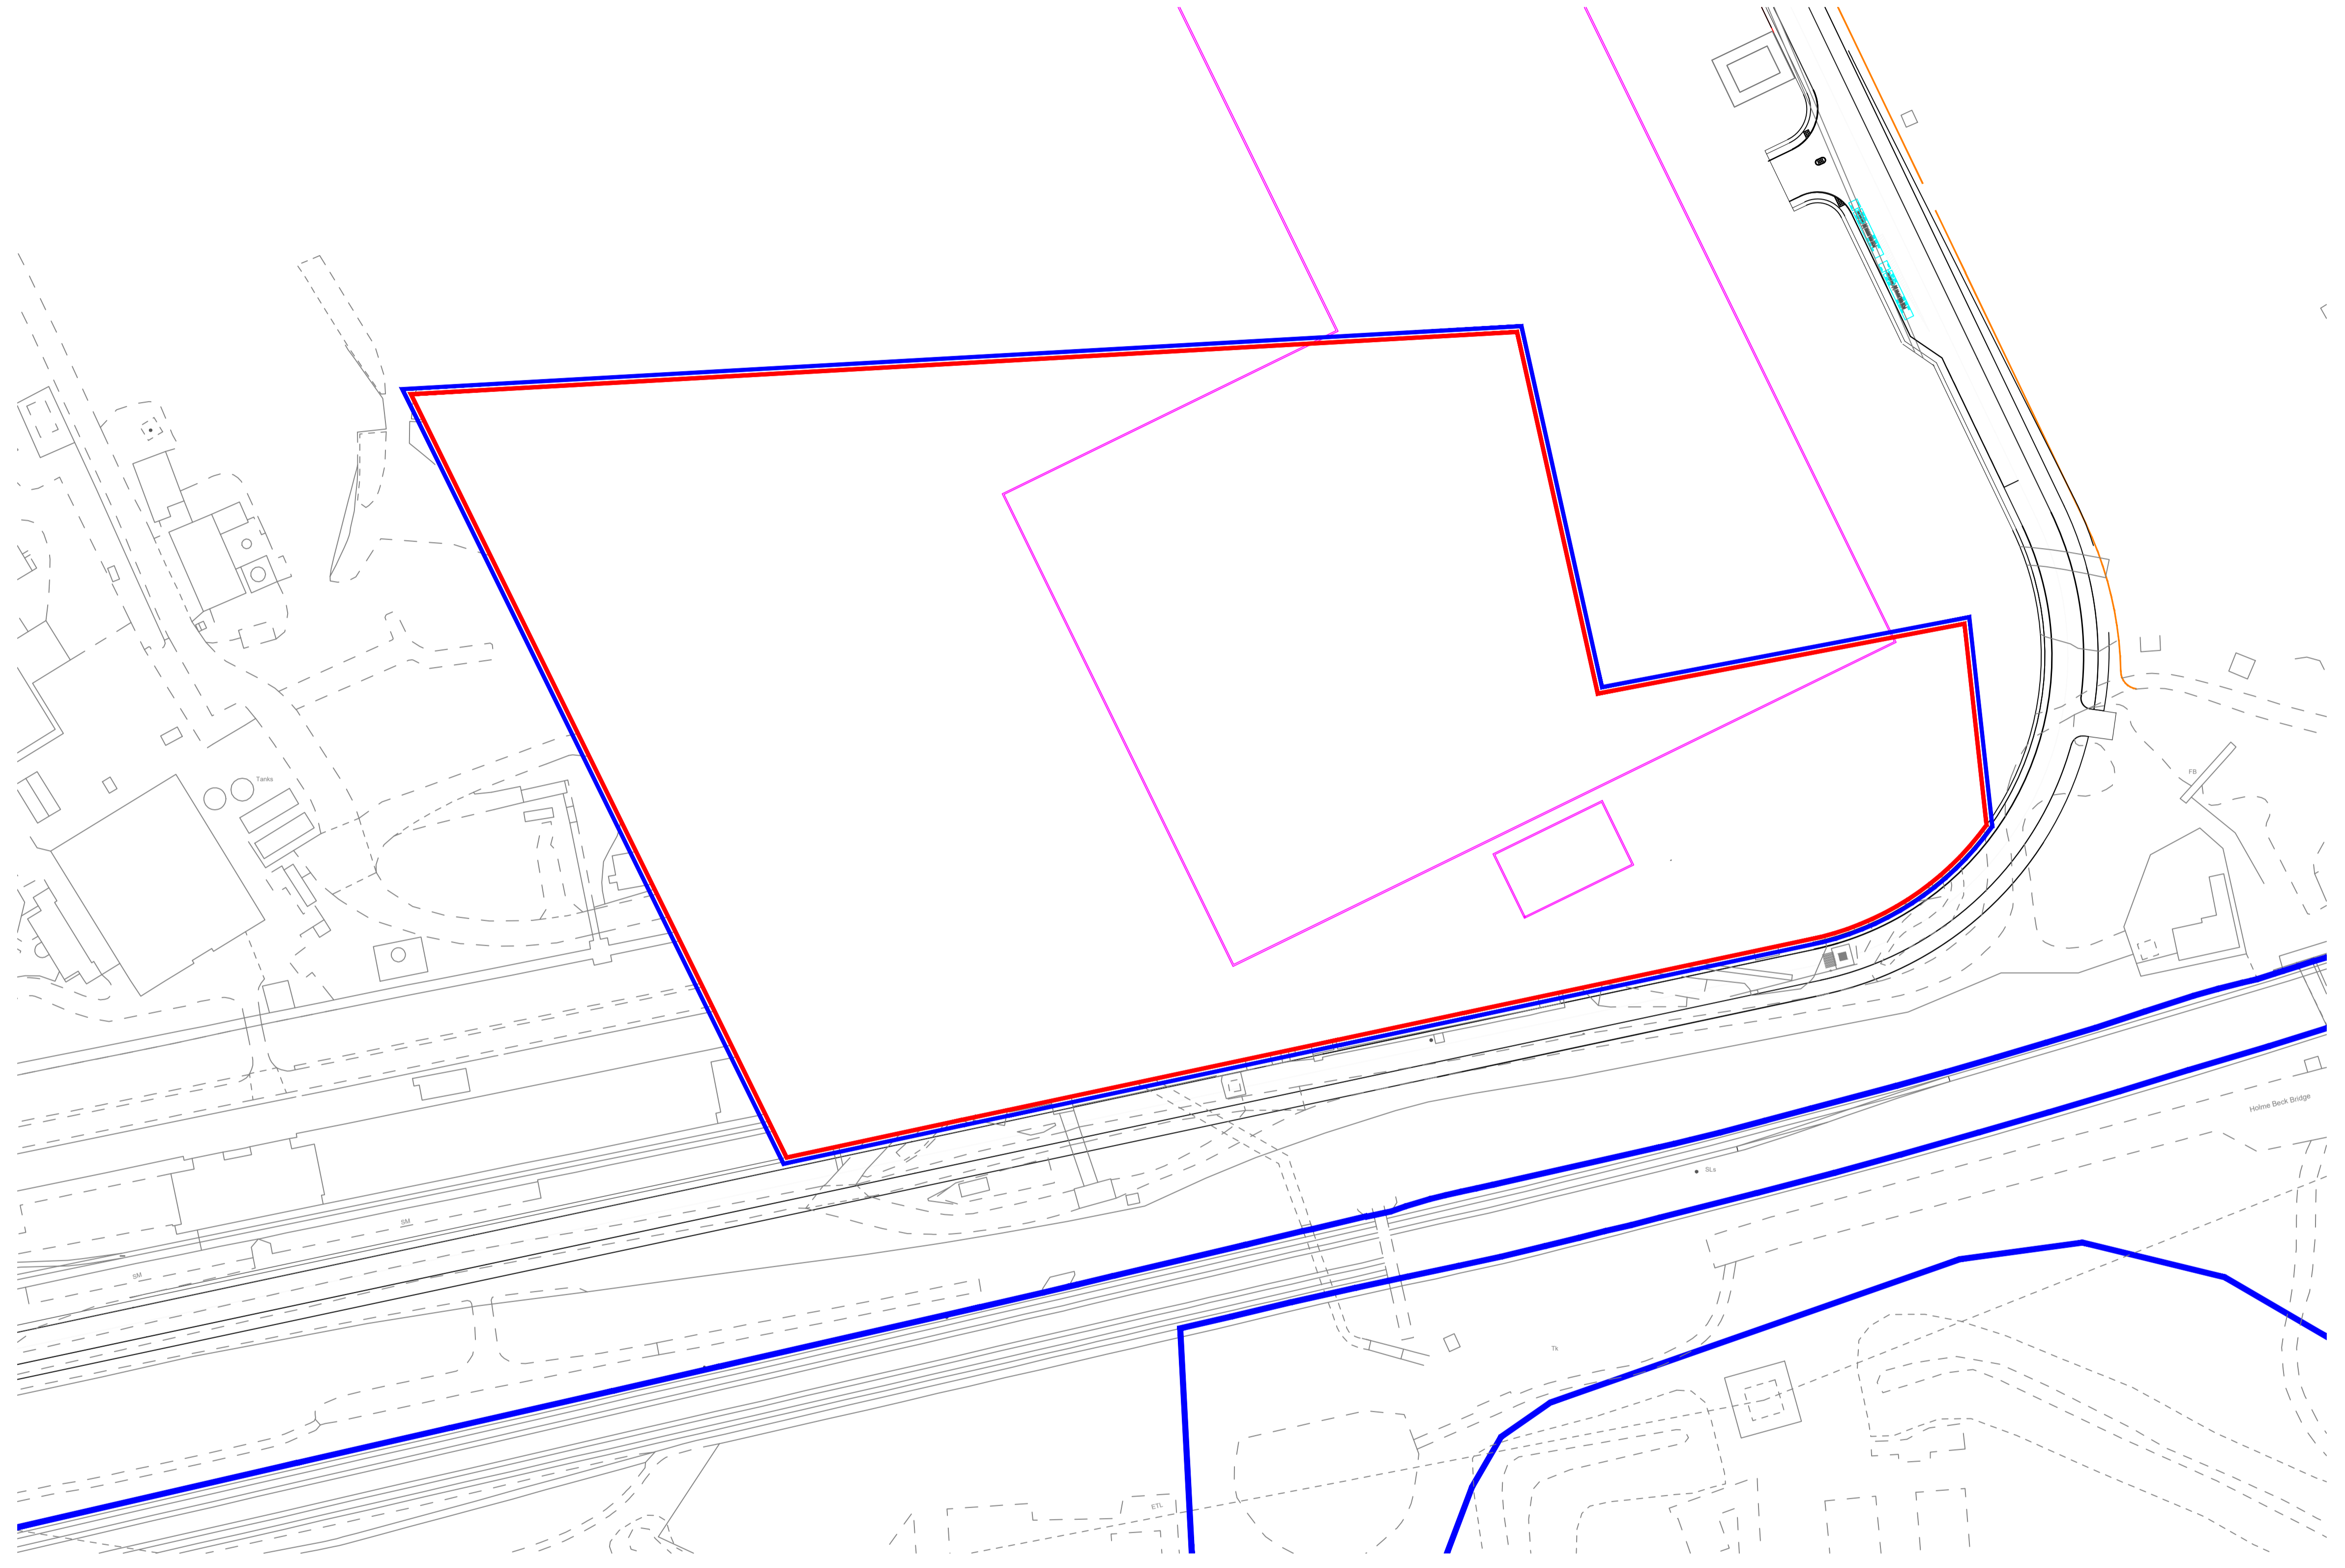 Tanks
FB
Holme Beck Bridge
SLs
SM
SM
Tk
ETL